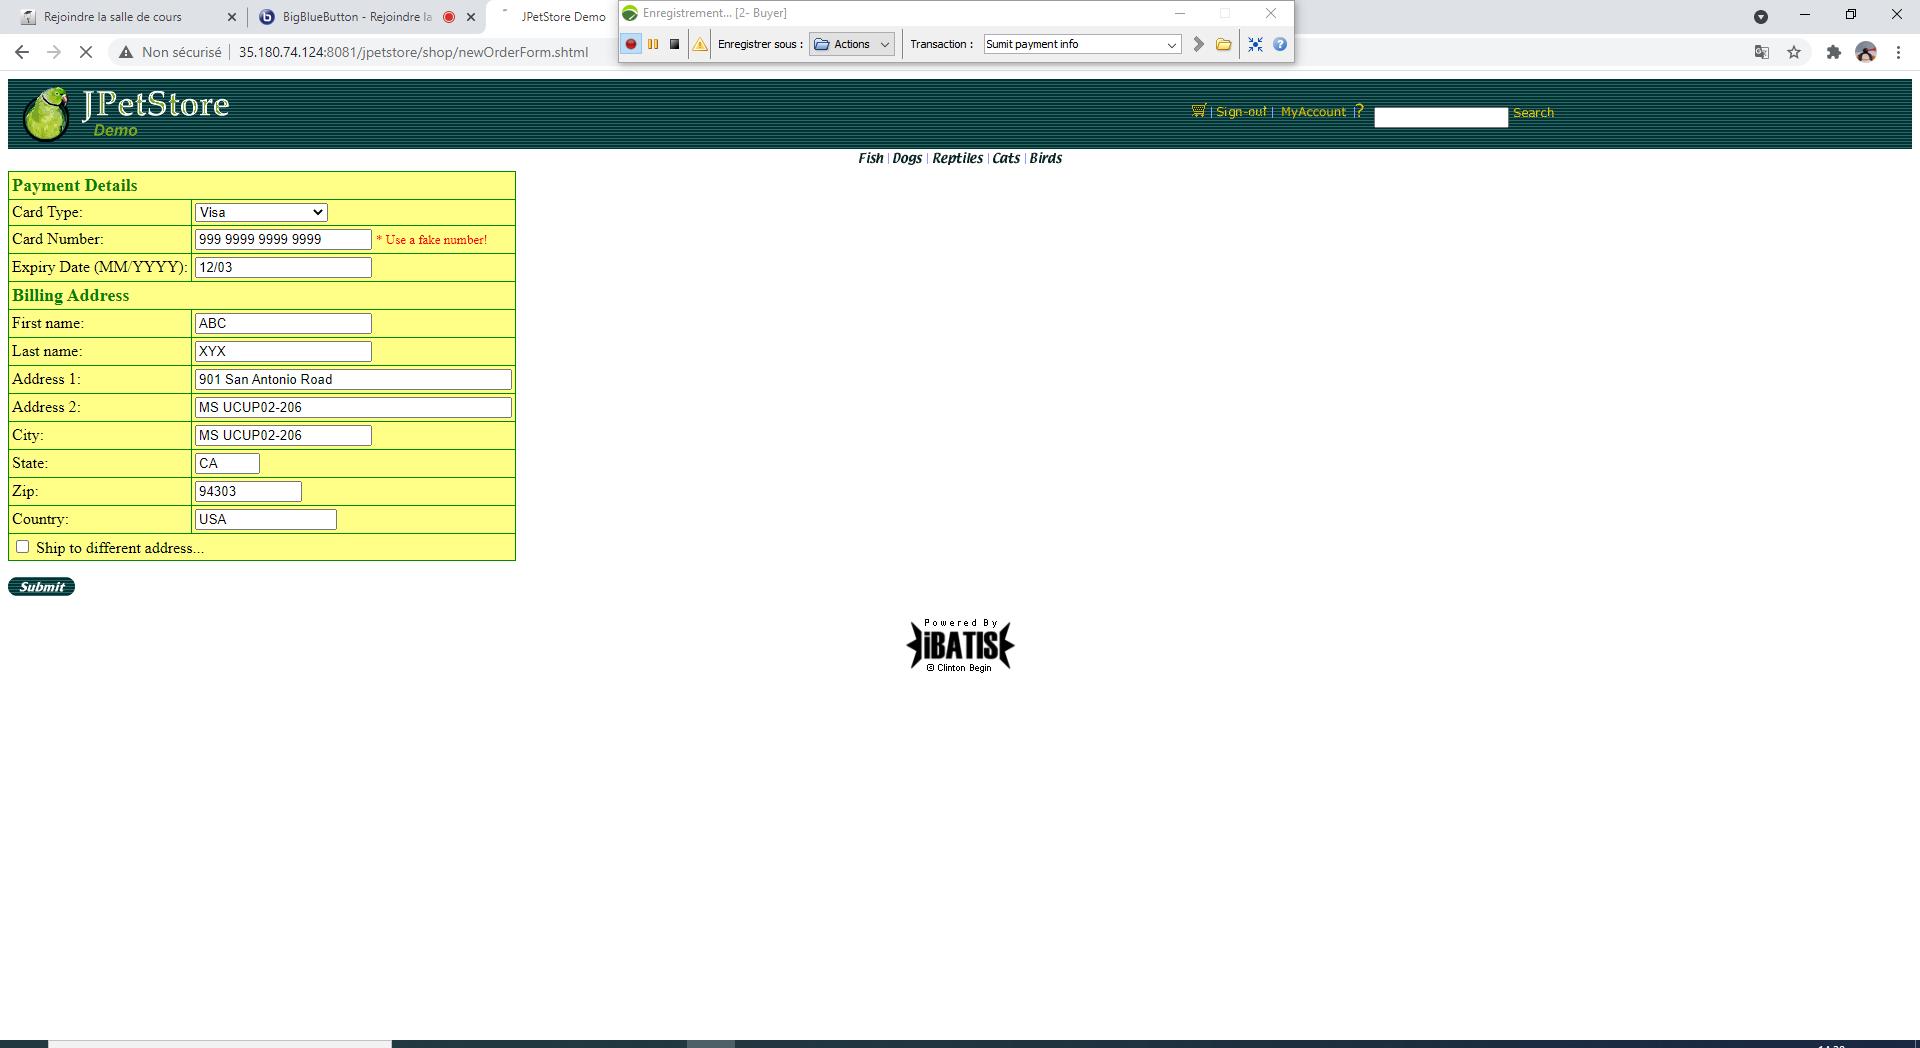 Rejoindre la salle de cours
BigBlueButton - Rejoindre la
JPetStore Demo
Enregistrement... [2- Buyer]
Enregistrer sous :
Actions
Transaction :
Sumit payment info
Non sécurisé
35.180.74.124:8081/jpetstore/shop/newOrderForm.shtml
JPetStore
Demo
| Sign-out | MyAccount | ?
Search
Fish | Dogs | Reptiles | Cats | Birds
Payment Details
Card Type: Visa
Card Number: 999 9999 9999 9999 * Use a fake number!
Expiry Date (MM/YYYY): 12/03
Billing Address
First name: ABC
Last name: XYX
Address 1: 901 San Antonio Road
Address 2: MS UCUP02-206
City: MS UCUP02-206
State: CA
Zip: 94303
Country: USA
Ship to different address...
Submit
Powered By
iBATIS
© Clinton Begin